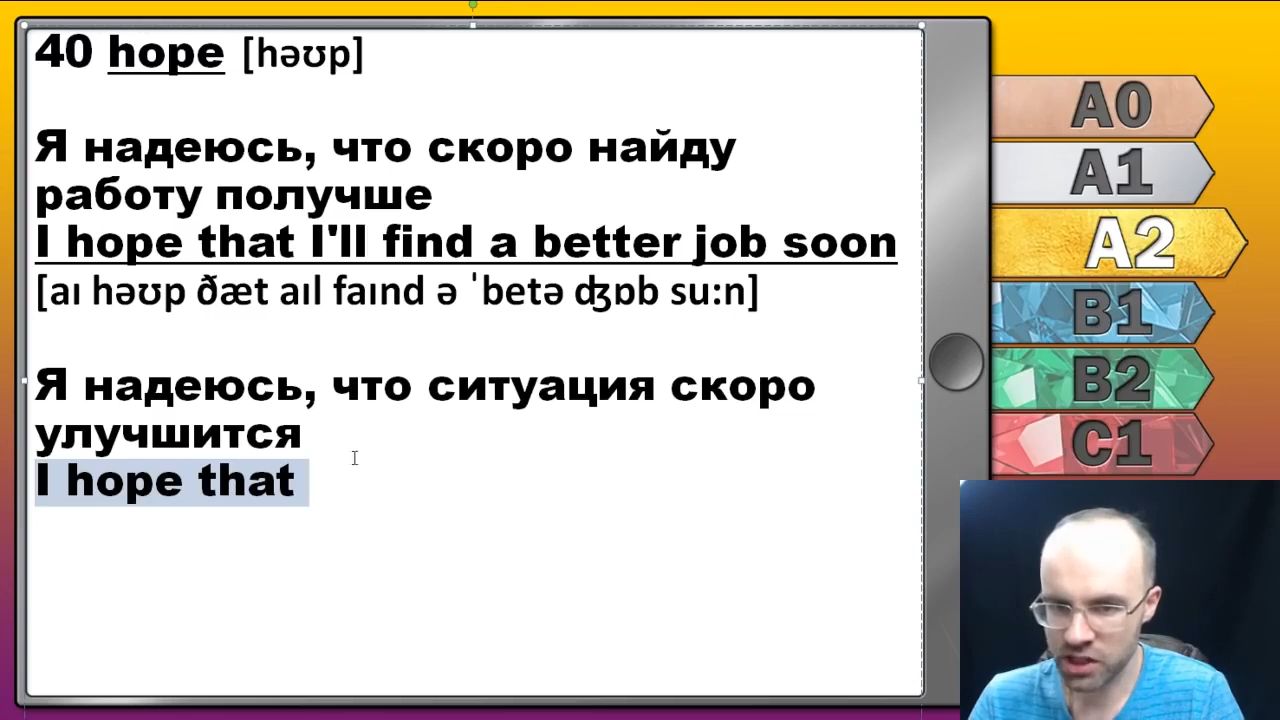 40 hope [həʊp]
Я надеюсь, что скоро найду
работу получше
I hope that I'll find a better job soon
[aɪ həʊp ðæt aɪl faɪnd ə ˈbetə ʤɒb su:n]
Я надеюсь, что ситуация скоро
улучшится
I hope that
A0
A1
A2
B1
B2
C1